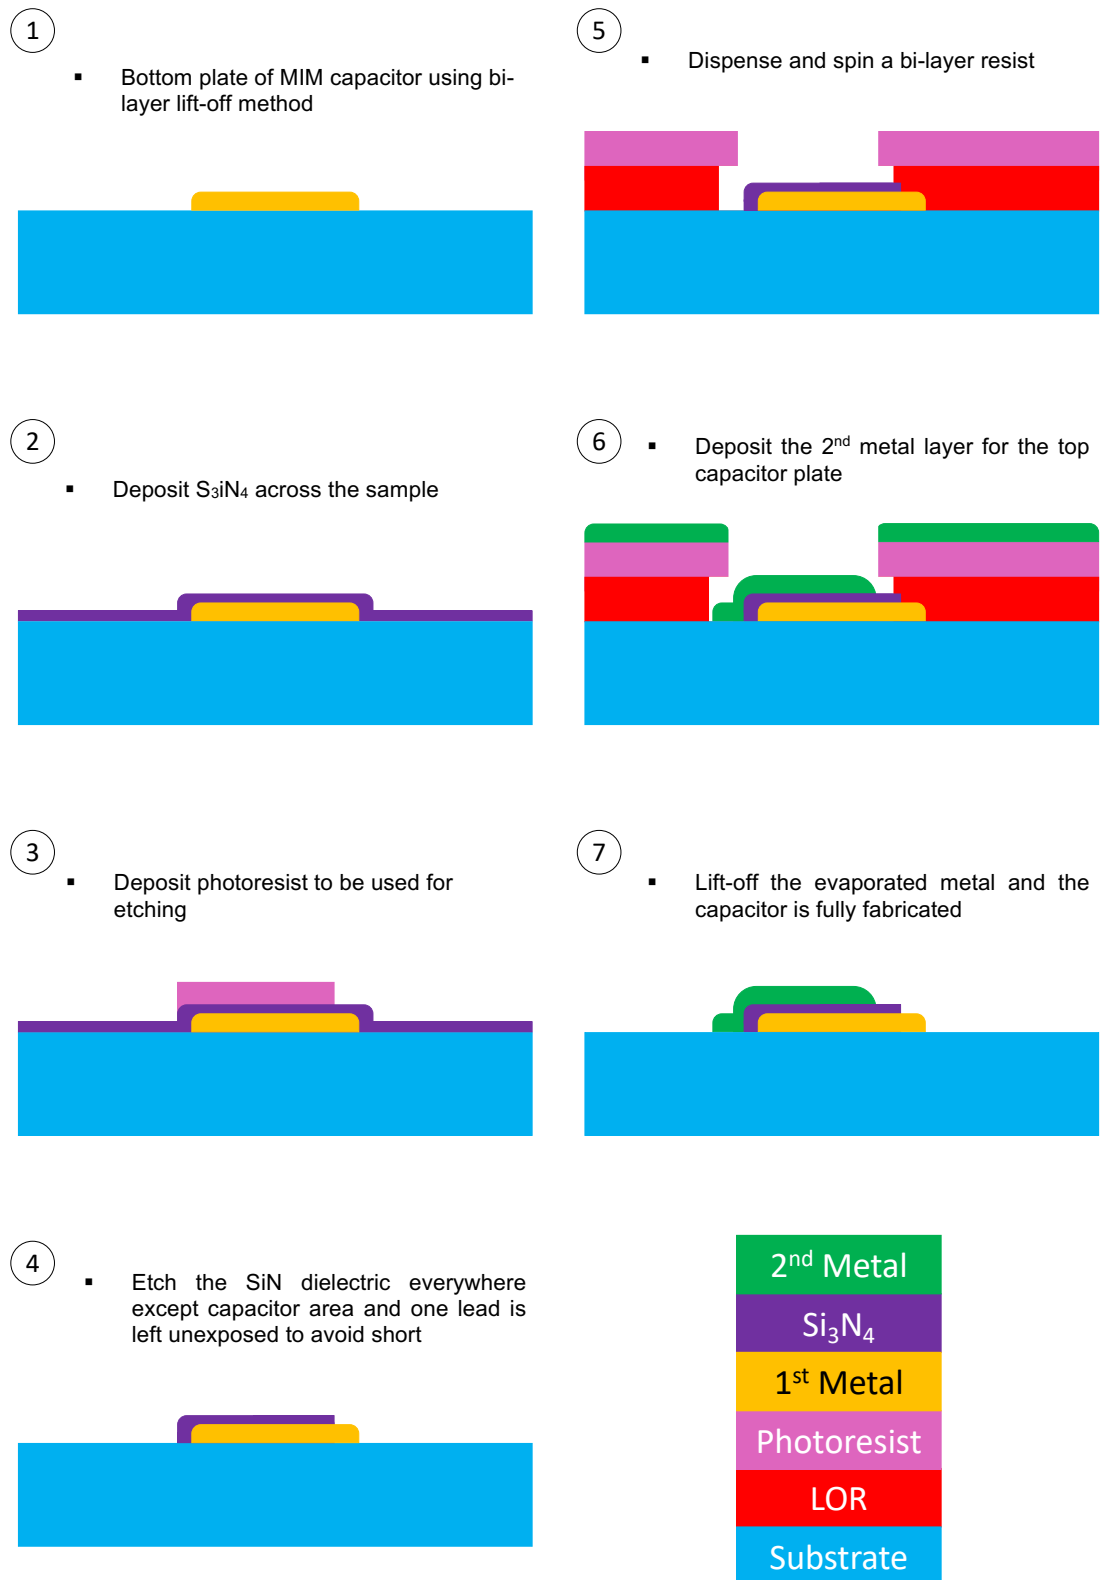 1
▪ Bottom plate of MIM capacitor using bi-
layer lift-off method
2
▪ Deposit S₃iN₄ across the sample
3
▪ Deposit photoresist to be used for
etching
4
▪ Etch the SiN dielectric everywhere
except capacitor area and one lead is
left unexposed to avoid short
5
▪ Dispense and spin a bi-layer resist
6
▪ Deposit the 2ⁿᵈ metal layer for the top
capacitor plate
7
▪ Lift-off the evaporated metal and the
capacitor is fully fabricated
2ⁿᵈ Metal
Si₃N₄
1ˢᵗ Metal
Photoresist
LOR
Substrate